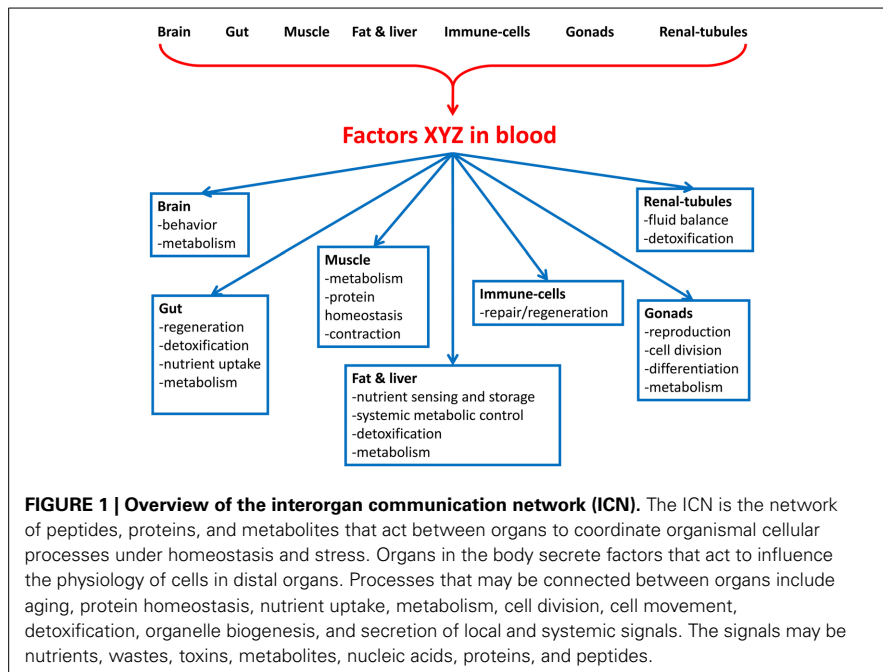 Brain Gut Muscle Fat & liver Immune-cells Gonads Renal-tubules
Factors XYZ in blood
Brain
-behavior
-metabolism
Renal-tubules
-fluid balance
-detoxification
Muscle
-metabolism
-protein
homeostasis
-contraction
Immune-cells
-repair/regeneration
Gut
-regeneration
-detoxification
-nutrient uptake
-metabolism
Gonads
-reproduction
-cell division
-differentiation
-metabolism
Fat & liver
-nutrient sensing and storage
-systemic metabolic control
-detoxification
-metabolism
FIGURE 1 | Overview of the interorgan communication network (ICN). The ICN is the network
of peptides, proteins, and metabolites that act between organs to coordinate organismal cellular
processes under homeostasis and stress. Organs in the body secrete factors that act to influence
the physiology of cells in distal organs. Processes that may be connected between organs include
aging, protein homeostasis, nutrient uptake, metabolism, cell division, cell movement,
detoxification, organelle biogenesis, and secretion of local and systemic signals. The signals may be
nutrients, wastes, toxins, metabolites, nucleic acids, proteins, and peptides.